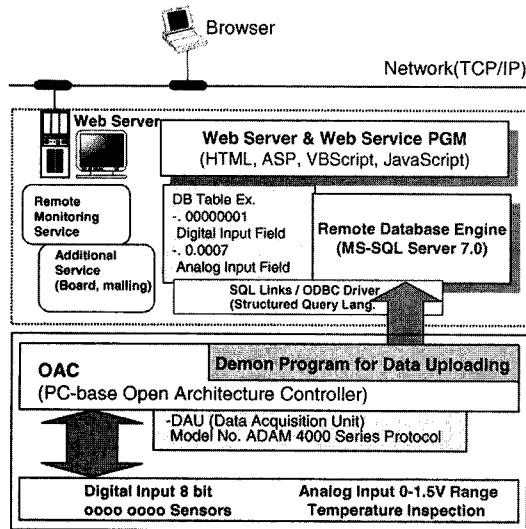 Browser
Network(TCP/IP)
Web Server
Web Server & Web Service PGM
(HTML, ASP, VBScript, JavaScript)
Remote
Monitoring
Service
Additional
Service
(Board, mailing)
DB Table Ex.
-. 00000001
Digital Input Field
-. 0.0007
Analog Input Field
Remote Database Engine
(MS-SQL Server 7.0)
SQL Links / ODBC Driver
(Structured Query Lang.
Demon Program for Data Uploading
OAC
(PC-base Open Architecture Controller)
-DAU (Data Acquisition Unit)
Model No. ADAM 4000 Series Protocol
Digital Input 8 bit
oooo oooo Sensors
Analog Input 0-1.5V Range
Temperature Inspection